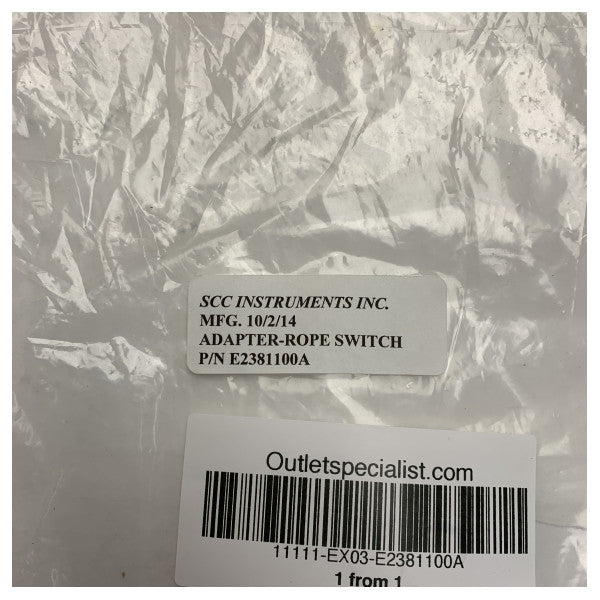 SCC INSTRUMENTS INC.
MFG. 10/2/14
ADAPTER-ROPE SWITCH
P/N E2381100A
Outletspecialist.com
11111-EX03-E2381100A
1 from 1